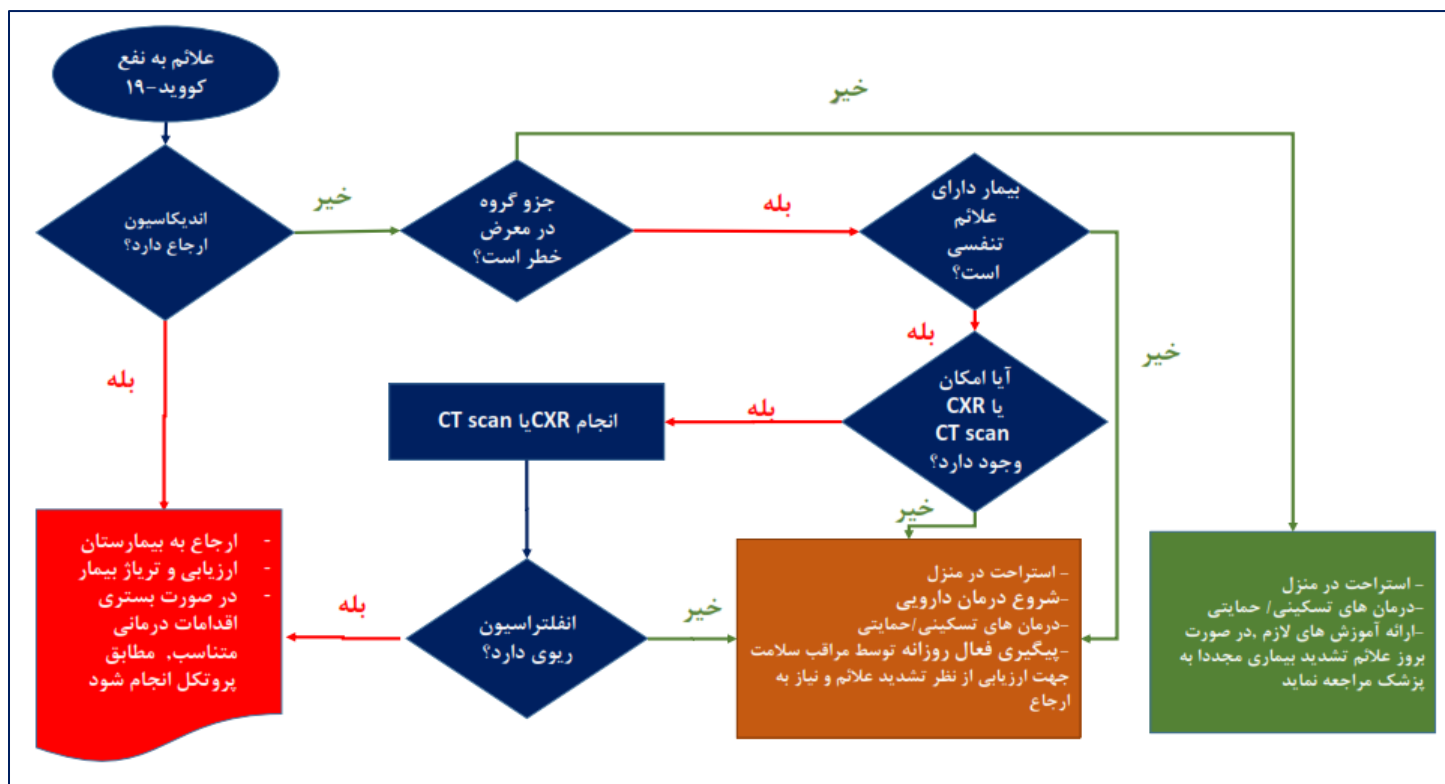 علائم به نفع
کووید-۱۹
خیر
اندیکاسیون
ارجاع دارد؟
خیر
جزو گروه
در معرض
خطر است؟
بله
بیمار دارای
علائم
تنفسی
است؟
بله
خیر
بله
آیا امکان
CXR یا
CT scan
وجود دارد؟
بله
انجام CXRیا CT scan
خیر
- ارجاع به بیمارستان
- ارزیابی و تریاژ بیمار
- در صورت بستری
اقدامات درمانی
متناسب, مطابق
پروتکل انجام شود
بله
انفلتراسیون
ریوی دارد؟
خیر
- استراحت در منزل
-شروع درمان دارویی
-درمان های تسکینی/حمایتی
-پیگیری فعال روزانه توسط مراقب سلامت
جهت ارزیابی از نظر تشدید علائم و نیاز به
ارجاع
- استراحت در منزل
-درمان های تسکینی/ حمایتی
-ارائه آموزش های لازم ,در صورت
بروز علائم تشدید بیماری مجددا به
پزشک مراجعه نماید